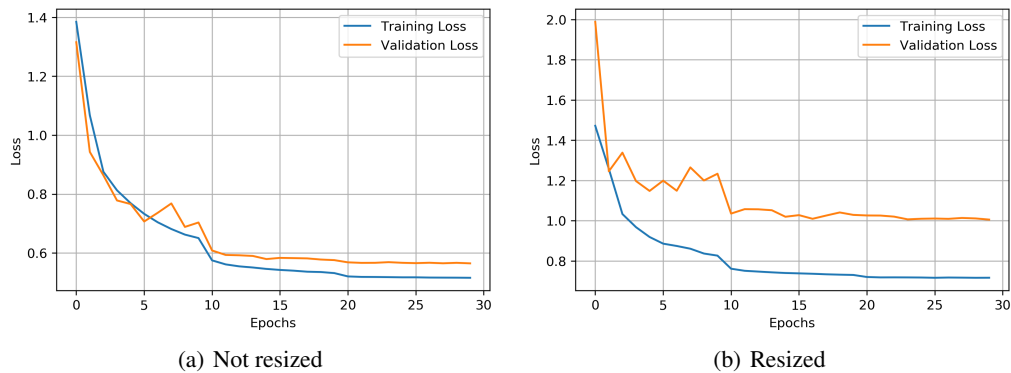 1.4
1.2
1.0
0.8
0.6
Loss
0 5 10 15 20 25 30
Epochs
Training Loss
Validation Loss
(a) Not resized
2.0
1.8
1.6
1.4
1.2
1.0
0.8
Loss
0 5 10 15 20 25 30
Epochs
Training Loss
Validation Loss
(b) Resized